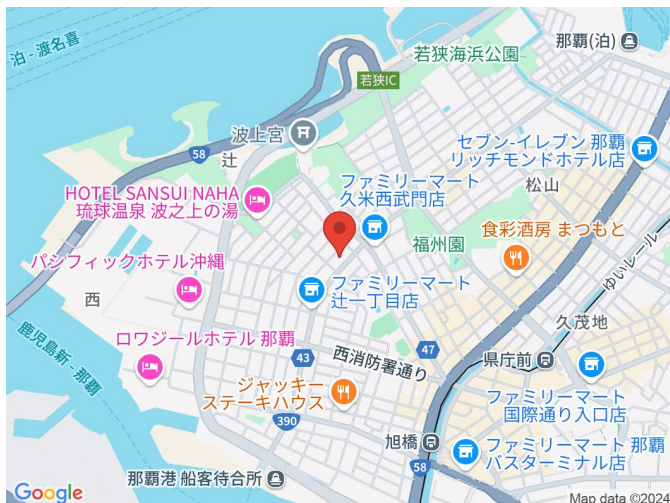 泊 - 渡名喜
那覇(泊)
若狭海浜公園
若狭IC
波上宮
58
辻
セブン-イレブン 那覇
リッチモンドホテル店
HOTEL SANSUI NAHA
琉球温泉 波之上の湯
ファミリーマート
久米西武門店
松山
福州園
食彩酒房 まつもと
ゆいレール
パシフィックホテル沖縄
西
ファミリーマート
辻一丁目店
久茂地
鹿児島新 - 那覇
ロワジールホテル 那覇
43
西消防署通り
47
県庁前
ジャッキー
ステーキハウス
ファミリーマート
国際通り入口店
390
旭橋
58
ファミリーマート 那覇
バスターミナル店
那覇港 船客待合所
Google
Map data ©2024